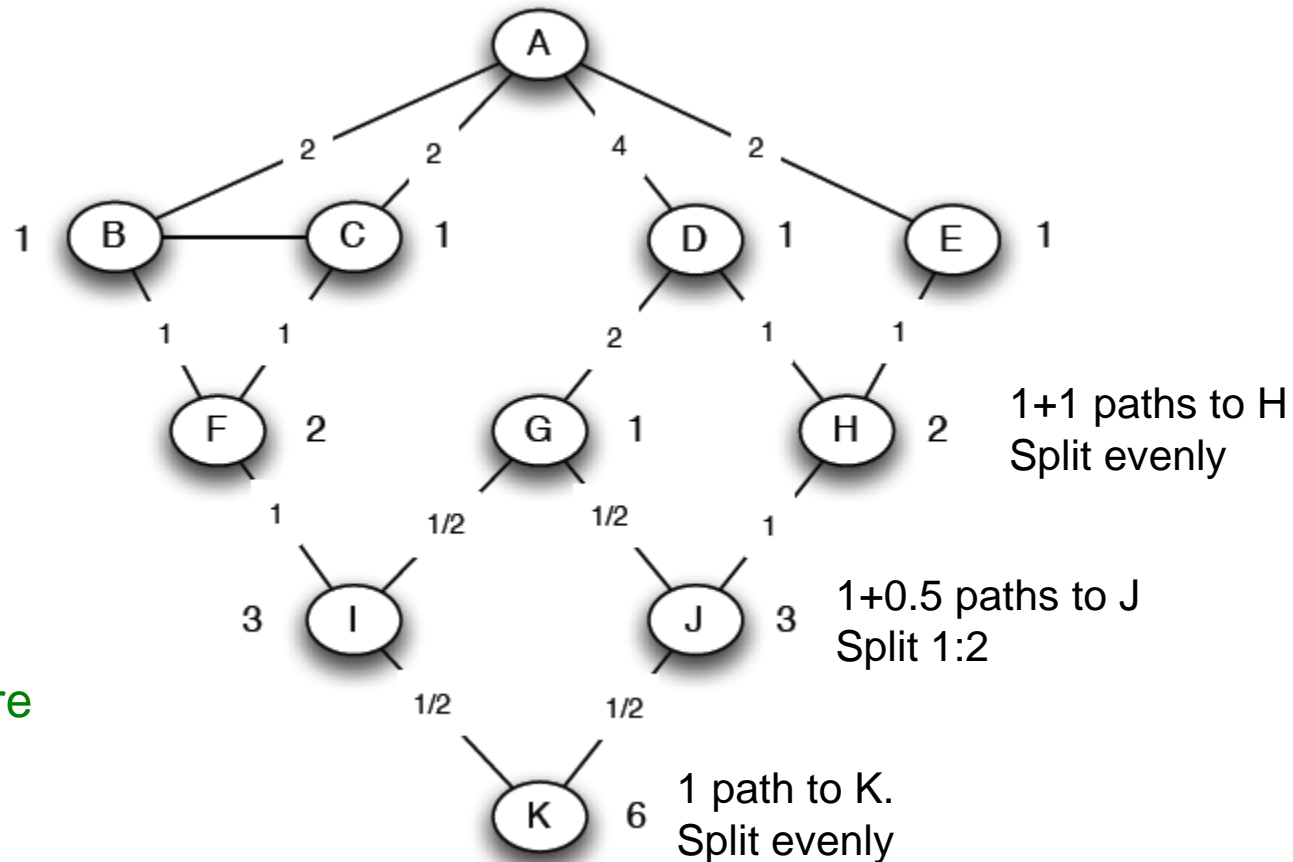 A
2
2
4
2
1
B
C
1
D
1
E
1
1
1
2
1
1
F
2
G
1
H
2
1+1 paths to H
Split evenly
1
1/2
1/2
1
3
I
J
3
1+0.5 paths to J
Split 1:2
re
1/2
1/2
K
6
1 path to K.
Split evenly